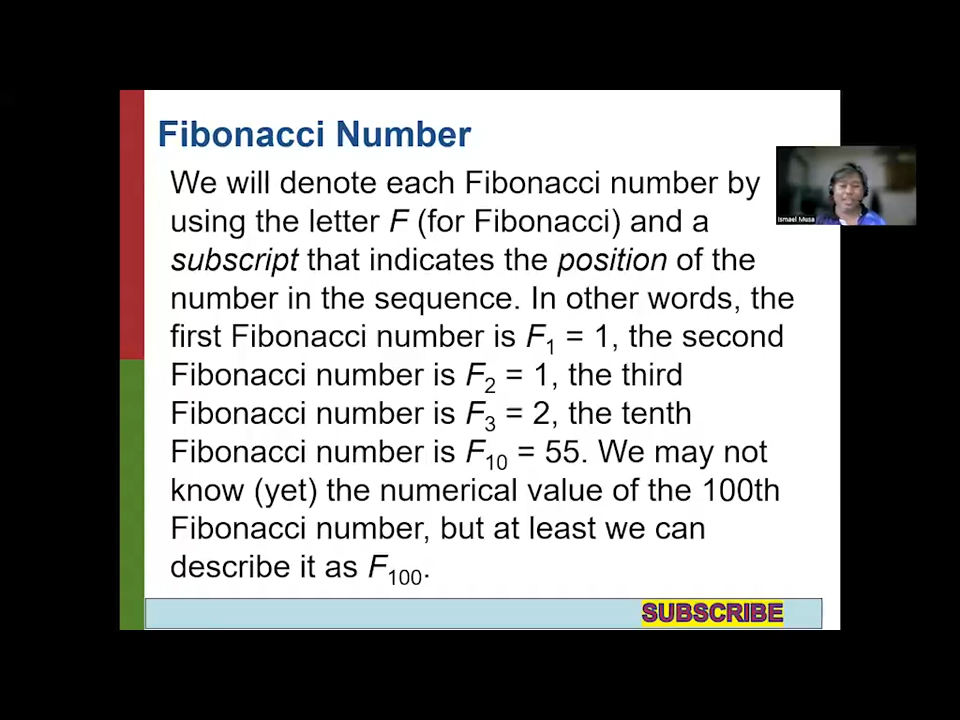 Fibonacci Number
We will denote each Fibonacci number by
using the letter F (for Fibonacci) and a
subscript that indicates the position of the
number in the sequence. In other words, the
first Fibonacci number is F₁ = 1, the second
Fibonacci number is F₂ = 1, the third
Fibonacci number is F₃ = 2, the tenth
Fibonacci number is F₁₀ = 55. We may not
know (yet) the numerical value of the 100th
Fibonacci number, but at least we can
describe it as F₁₀₀.
Ismael Musa
SUBSCRIBE